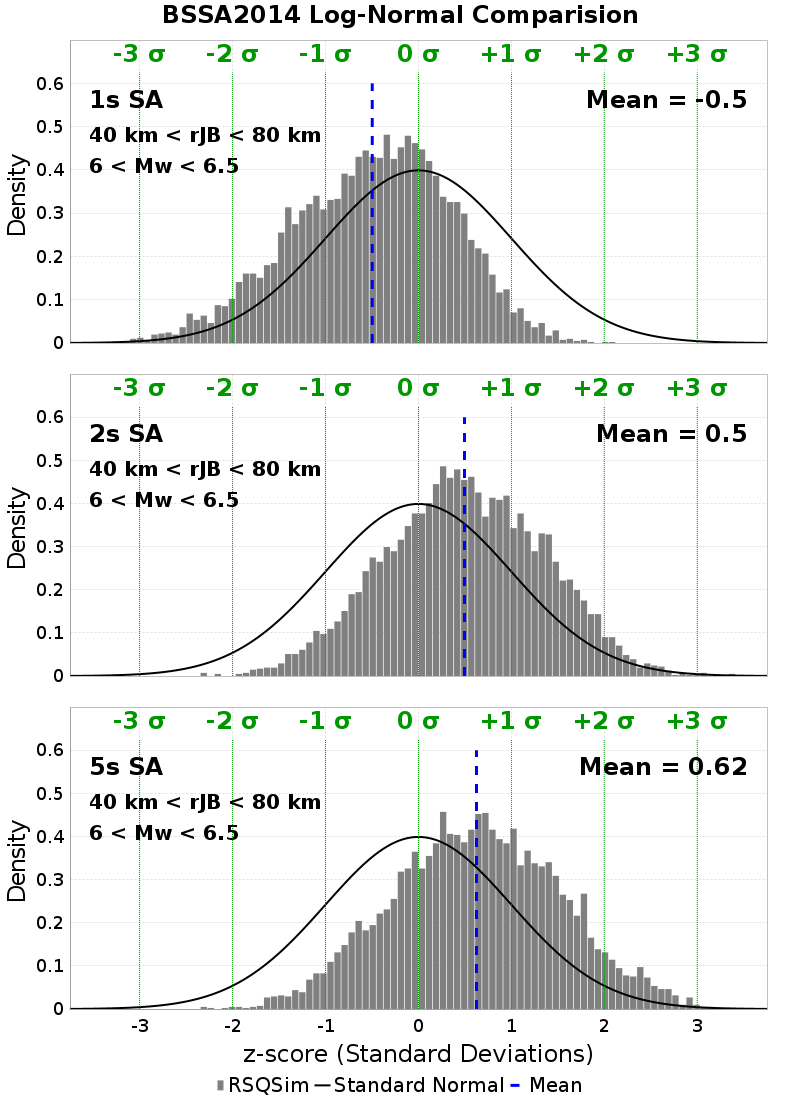 BSSA2014 Log-Normal Comparision
-3 σ -2 σ -1 σ 0 σ +1 σ +2 σ +3 σ
0.6
1s SA Mean = -0.5
0.5
40 km < rJB < 80 km
6 < Mw < 6.5
0.4
0.3
0.2
0.1
0
Density
-3 σ -2 σ -1 σ 0 σ +1 σ +2 σ +3 σ
0.6
2s SA Mean = 0.5
0.5
40 km < rJB < 80 km
6 < Mw < 6.5
0.4
0.3
0.2
0.1
0
Density
-3 σ -2 σ -1 σ 0 σ +1 σ +2 σ +3 σ
0.6
5s SA Mean = 0.62
0.5
40 km < rJB < 80 km
6 < Mw < 6.5
0.4
0.3
0.2
0.1
0
Density
-3 -2 -1 0 1 2 3
z-score (Standard Deviations)
RSQSim Standard Normal Mean